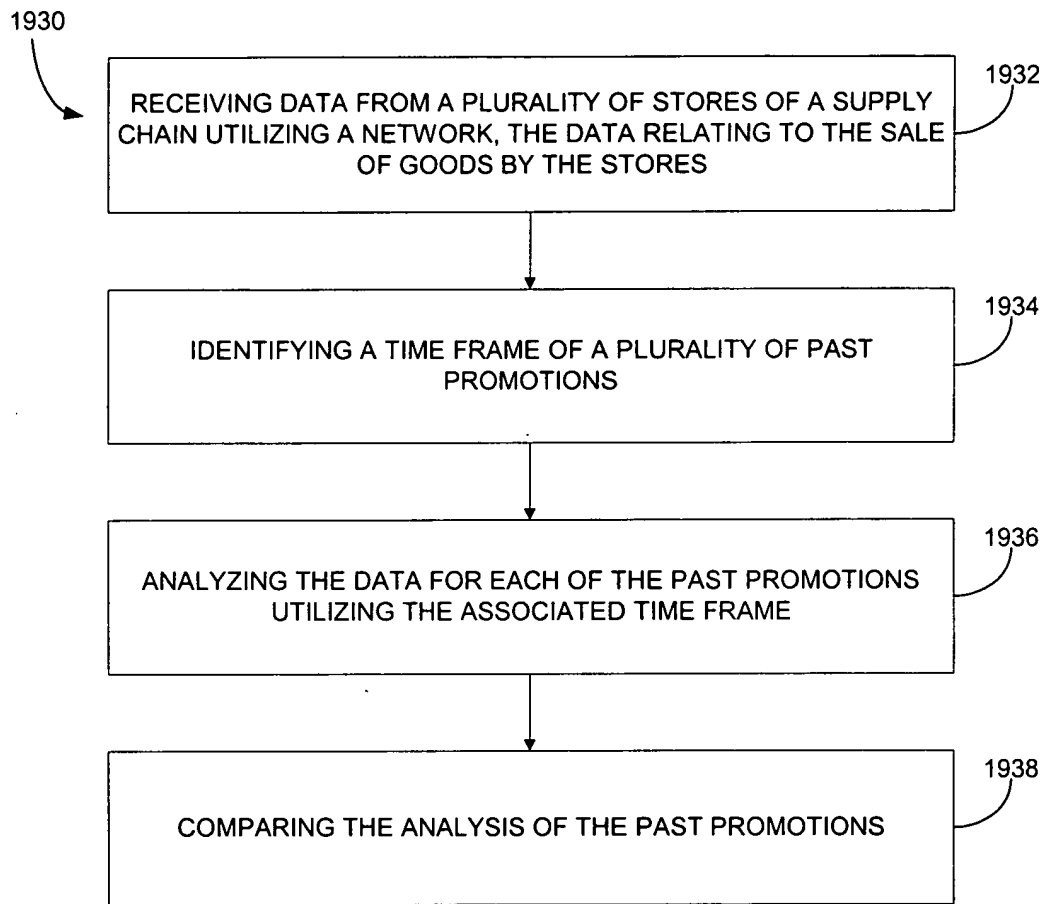 1930
1932
RECEIVING DATA FROM A PLURALITY OF STORES OF A SUPPLY
CHAIN UTILIZING A NETWORK, THE DATA RELATING TO THE SALE
OF GOODS BY THE STORES
1934
IDENTIFYING A TIME FRAME OF A PLURALITY OF PAST
PROMOTIONS
1936
ANALYZING THE DATA FOR EACH OF THE PAST PROMOTIONS
UTILIZING THE ASSOCIATED TIME FRAME
1938
COMPARING THE ANALYSIS OF THE PAST PROMOTIONS